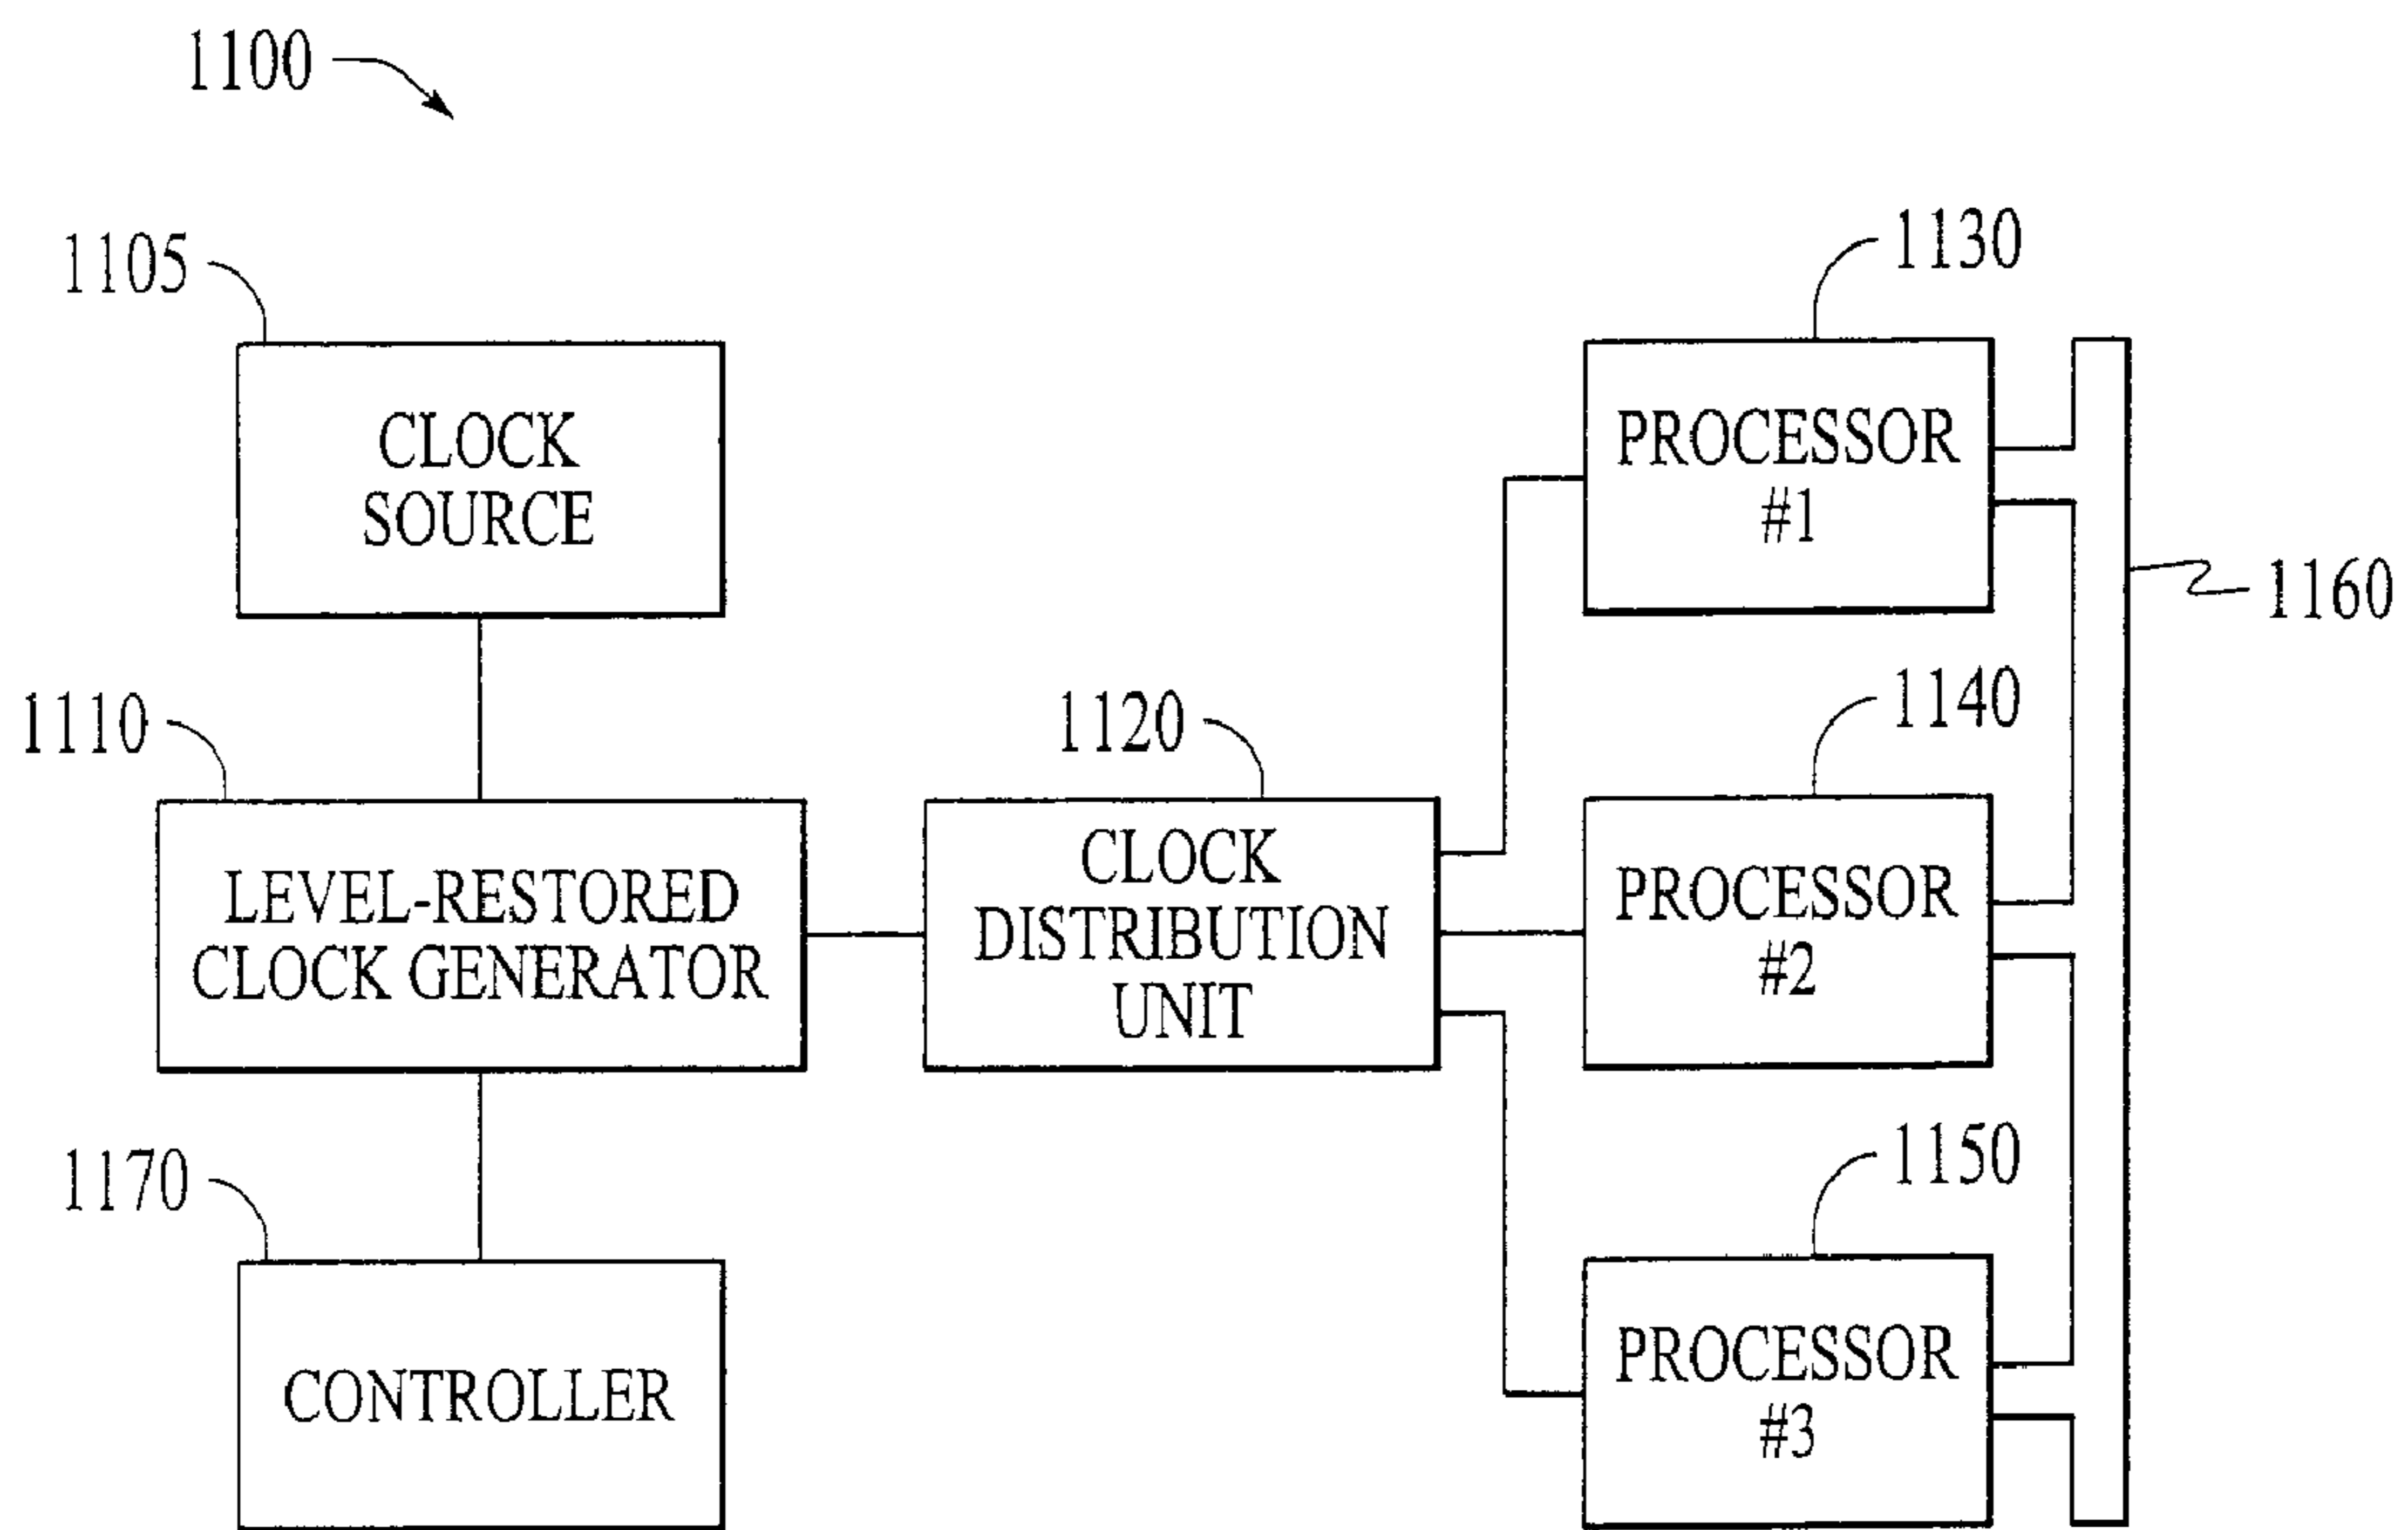 1100
1105
CLOCK
SOURCE
1130
PROCESSOR
#1
1160
1110
LEVEL-RESTORED
CLOCK GENERATOR
1120
CLOCK
DISTRIBUTION
UNIT
1140
PROCESSOR
#2
1170
CONTROLLER
1150
PROCESSOR
#3